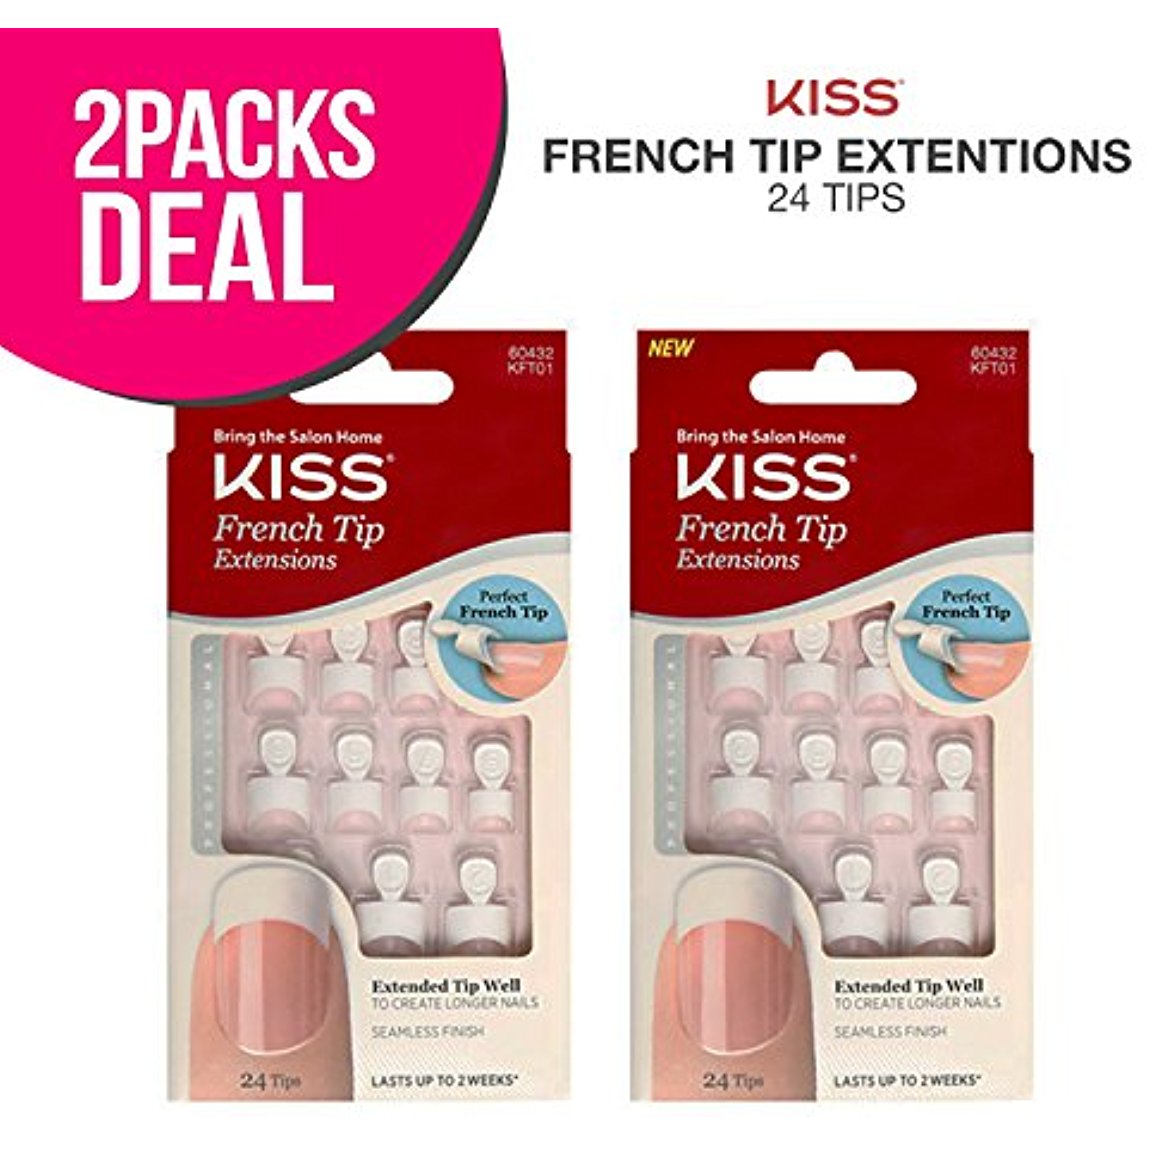 2PACKS
DEAL
KISS
FRENCH TIP EXTENTIONS
24 TIPS
60432
KFT01
Bring the Salon Home
KISS®
French Tip
Extensions
Perfect
French Tip
PROFESSIONAL
Extended Tip Well
TO CREATE LONGER NAILS
SEAMLESS FINISH
24 Tips
LASTS UP TO 2 WEEKS*
NEW
60432
KFT01
Bring the Salon Home
KISS®
French Tip
Extensions
Perfect
French Tip
PROFESSIONAL
Extended Tip Well
TO CREATE LONGER NAILS
SEAMLESS FINISH
24 Tips
LASTS UP TO 2 WEEKS*